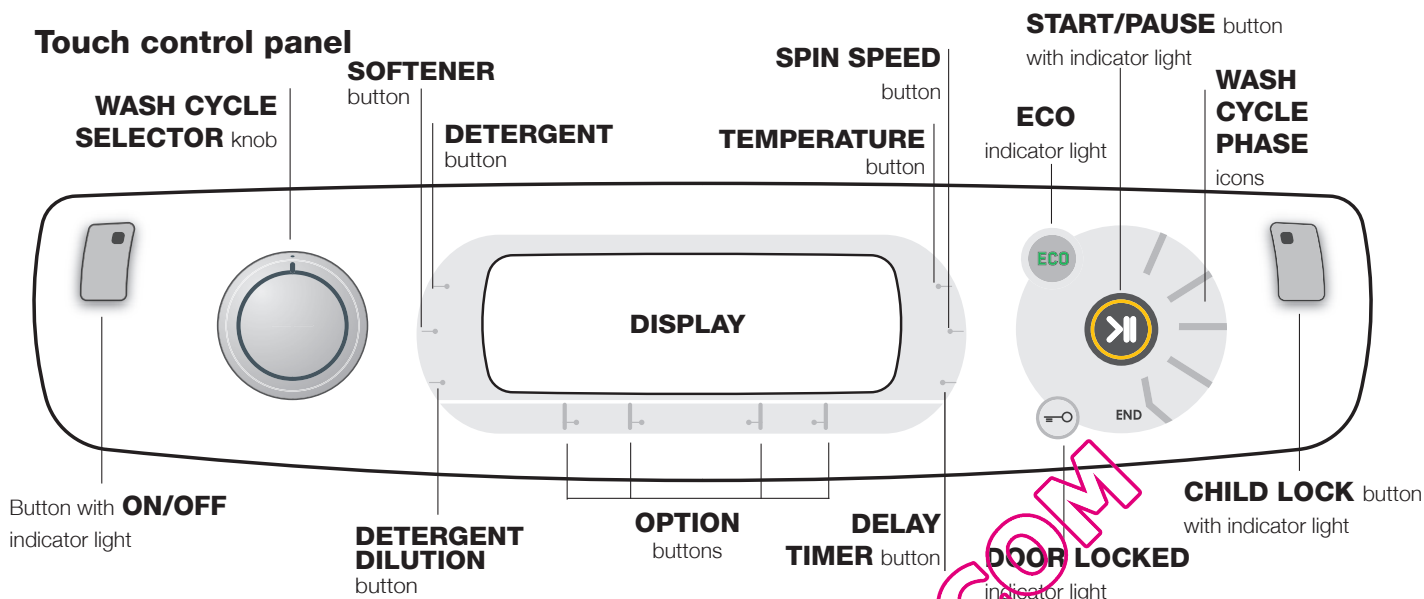 Touch control panel
WASH CYCLE
SELECTOR knob
SOFTENER
button
DETERGENT
button
SPIN SPEED
button
TEMPERATURE
button
START/PAUSE button
with indicator light
ECO
indicator light
WASH
CYCLE
PHASE
icons
ECO
DISPLAY
END
Button with ON/OFF
indicator light
DETERGENT
DILUTION
button
OPTION
buttons
DELAY
TIMER button
DOOR LOCKED
indicator light
CHILD LOCK button
with indicator light
.COM